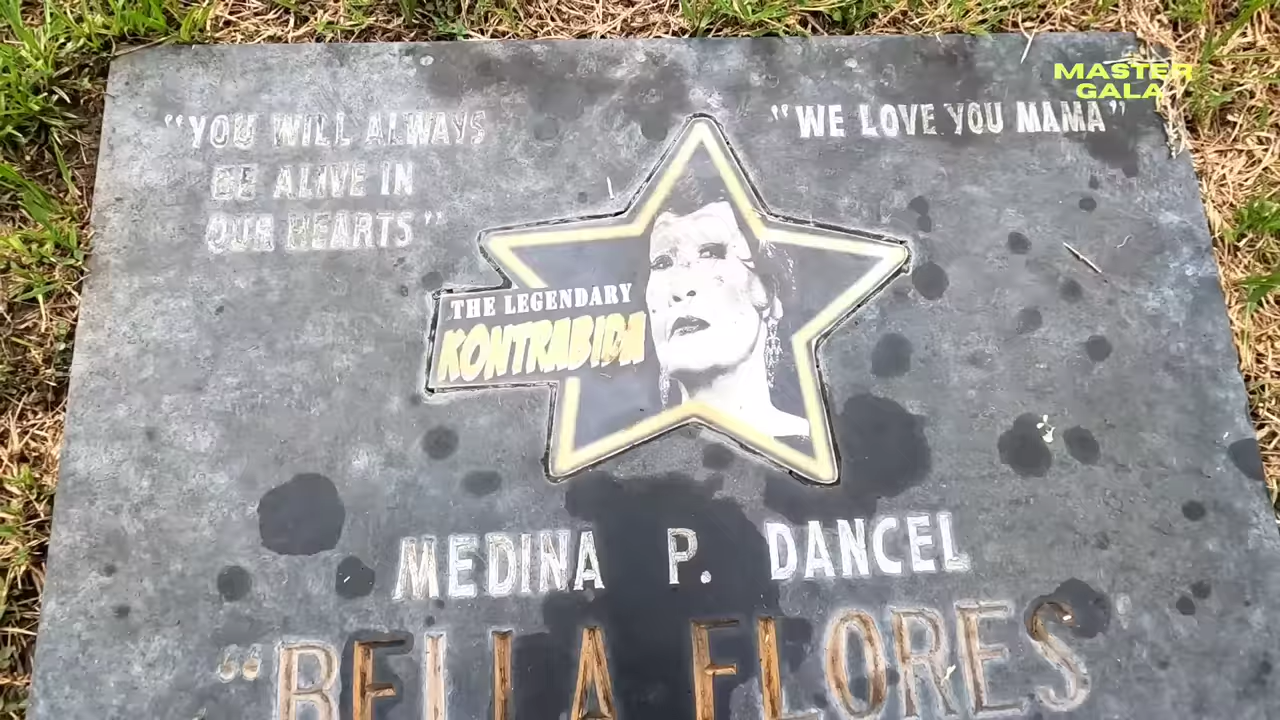 MASTER
GALA
"YOU WILL ALWAYS
BE ALIVE IN
OUR HEARTS"
"WE LOVE YOU MAMA"
THE LEGENDARY
KONTRABIDA
MEDINA P. DANCEL
"BELLA FLORES